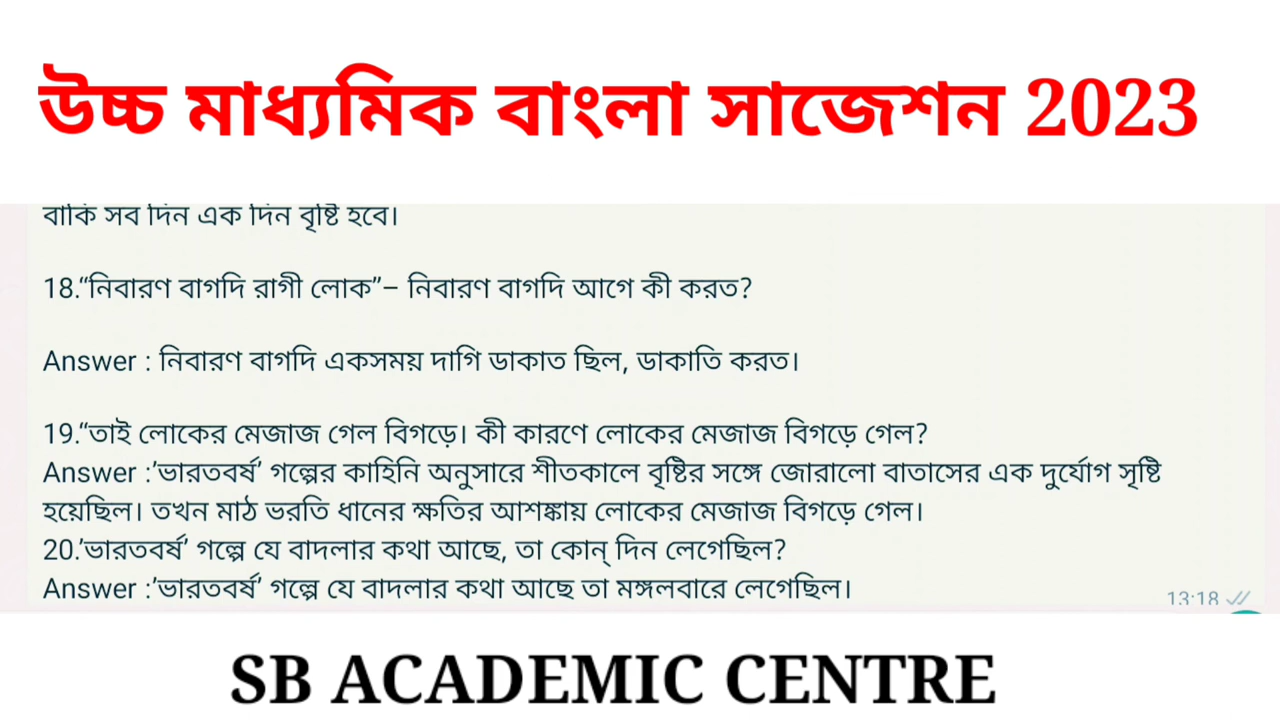 উচ্চ মাধ্যমিক বাংলা সাজেশন 2023
বাকি সব দিন এক দিন বৃষ্টি হবে।
18.“নিবারণ বাগদি রাগী লোক”– নিবারণ বাগদি আগে কী করত?
Answer : নিবারণ বাগদি একসময় দাগি ডাকাত ছিল, ডাকাতি করত।
19.“তাই লোকের মেজাজ গেল বিগড়ে। কী কারণে লোকের মেজাজ বিগড়ে গেল?
Answer :’ভারতবর্ষ’ গল্পের কাহিনি অনুসারে শীতকালে বৃষ্টির সঙ্গে জোরালো বাতাসের এক দুর্যোগ সৃষ্টি
হয়েছিল। তখন মাঠ ভরতি ধানের ক্ষতির আশঙ্কায় লোকের মেজাজ বিগড়ে গেল।
20.’ভারতবর্ষ’ গল্পে যে বাদলার কথা আছে, তা কোন্ দিন লেগেছিল?
Answer :’ভারতবর্ষ’ গল্পে যে বাদলার কথা আছে তা মঙ্গলবারে লেগেছিল।
13:18
SB ACADEMIC CENTRE